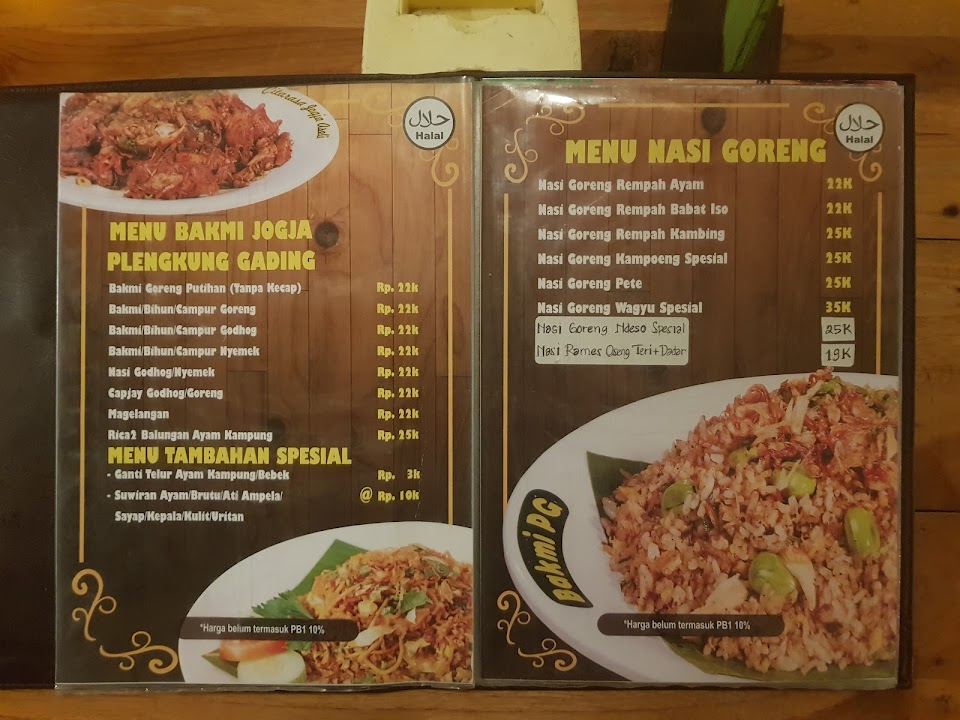 Citarasa Jogja Asli
حلال
Halal
MENU BAKMI JOGJA
PLENGKUNG GADING
Bakmi Goreng Putihan (Tanpa Kecap) Rp. 22k
Bakmi/Bihun/Campur Goreng Rp. 22k
Bakmi/Bihun/Campur Godhog Rp. 22k
Bakmi/Bihun/Campur Nyemek Rp. 22k
Nasi Godhog/Nyemek Rp. 22k
Capjay Godhog/Goreng Rp. 22k
Magelangan Rp. 22k
Rica2 Balungan Ayam Kampung Rp. 25k
MENU TAMBAHAN SPESIAL
- Ganti Telur Ayam Kampung/Bebek Rp. 3k
- Suwiran Ayam/Brutu/Ati Ampela/ @ Rp. 10k
Sayap/Kepala/Kulit/Uritan
*Harga belum termasuk PB1 10%
حلال
Halal
MENU NASI GORENG
Nasi Goreng Rempah Ayam 22K
Nasi Goreng Rempah Babat Iso 22K
Nasi Goreng Rempah Kambing 25K
Nasi Goreng Kampoeng Spesial 25K
Nasi Goreng Pete 25K
Nasi Goreng Wagyu Spesial 35K
Nasi Goreng Ndeso Spesial 25K
Nasi Rames Oseng Teri+Dadar 19K
Bakmi PG
*Harga belum termasuk PB1 10%